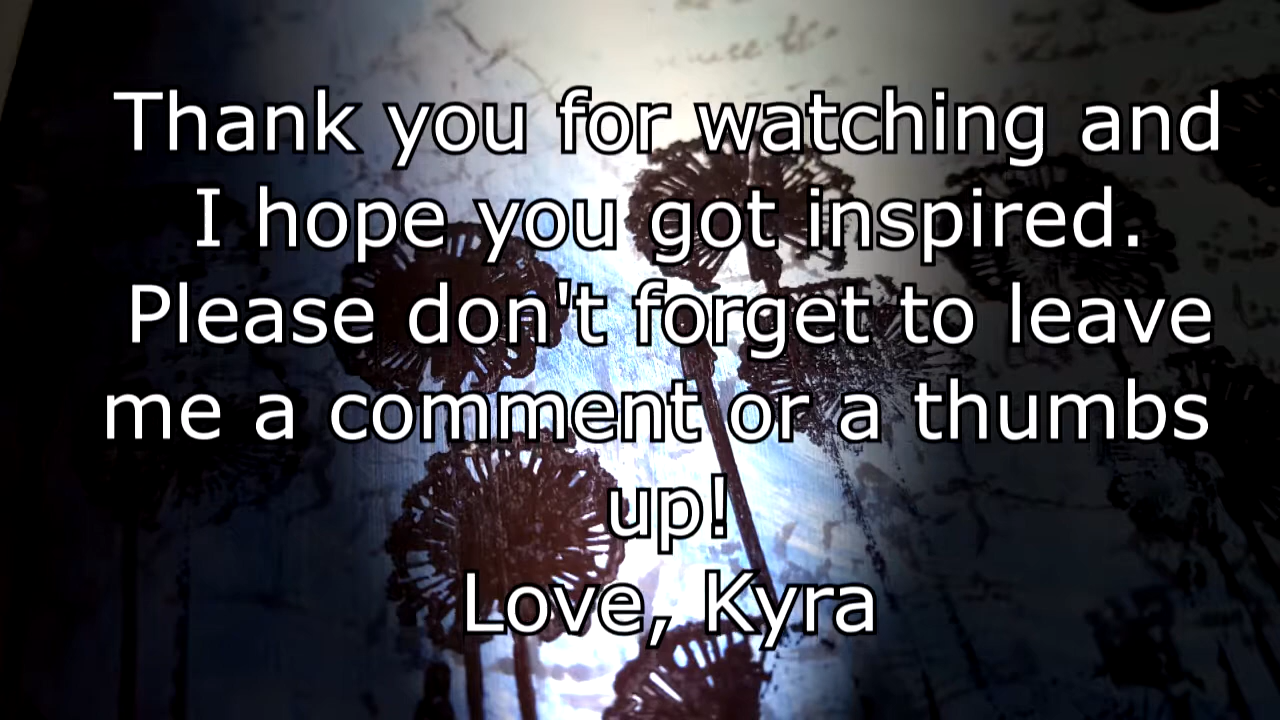 Thank you for watching and
I hope you got inspired.
Please don't forget to leave
me a comment or a thumbs
up!
Love, Kyra